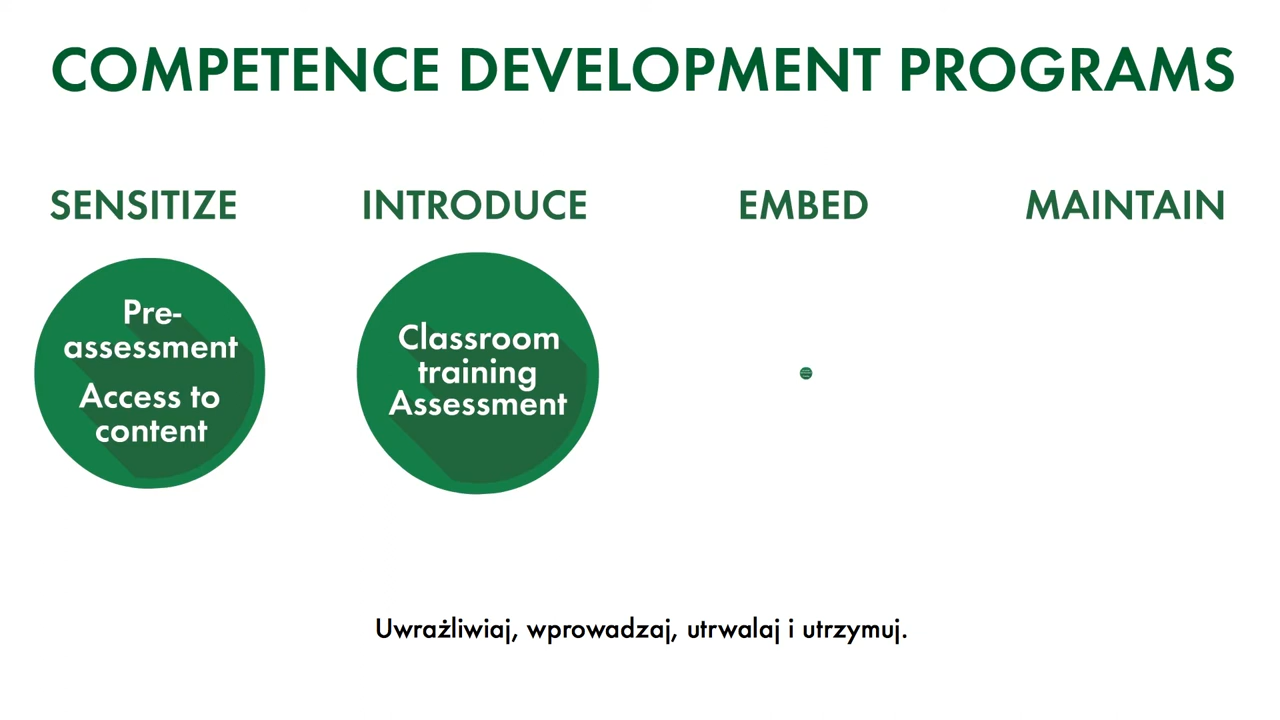 COMPETENCE DEVELOPMENT PROGRAMS
SENSITIZE
INTRODUCE
EMBED
MAINTAIN
Pre-
assessment
Access to
content
Classroom
training
Assessment
Uwrażliwiaj, wprowadzaj, utrwalaj i utrzymuj.